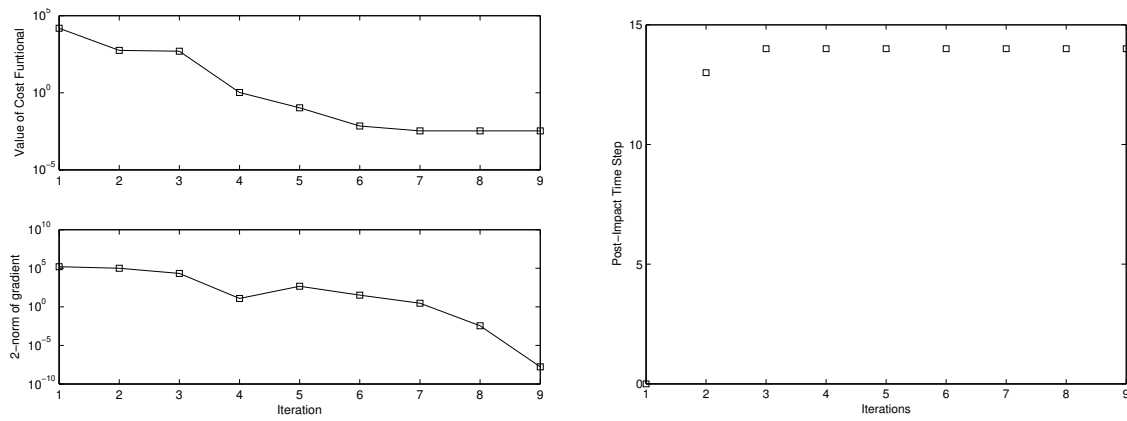 10^5
10^0
10^−5
Value of Cost Funtional
1 2 3 4 5 6 7 8 9
10^10
10^5
10^0
10^−5
10^−10
2−norm of gradient
1 2 3 4 5 6 7 8 9
Iteration
15
10
5
0
Post−Impact Time Step
1 2 3 4 5 6 7 8 9
Iterations